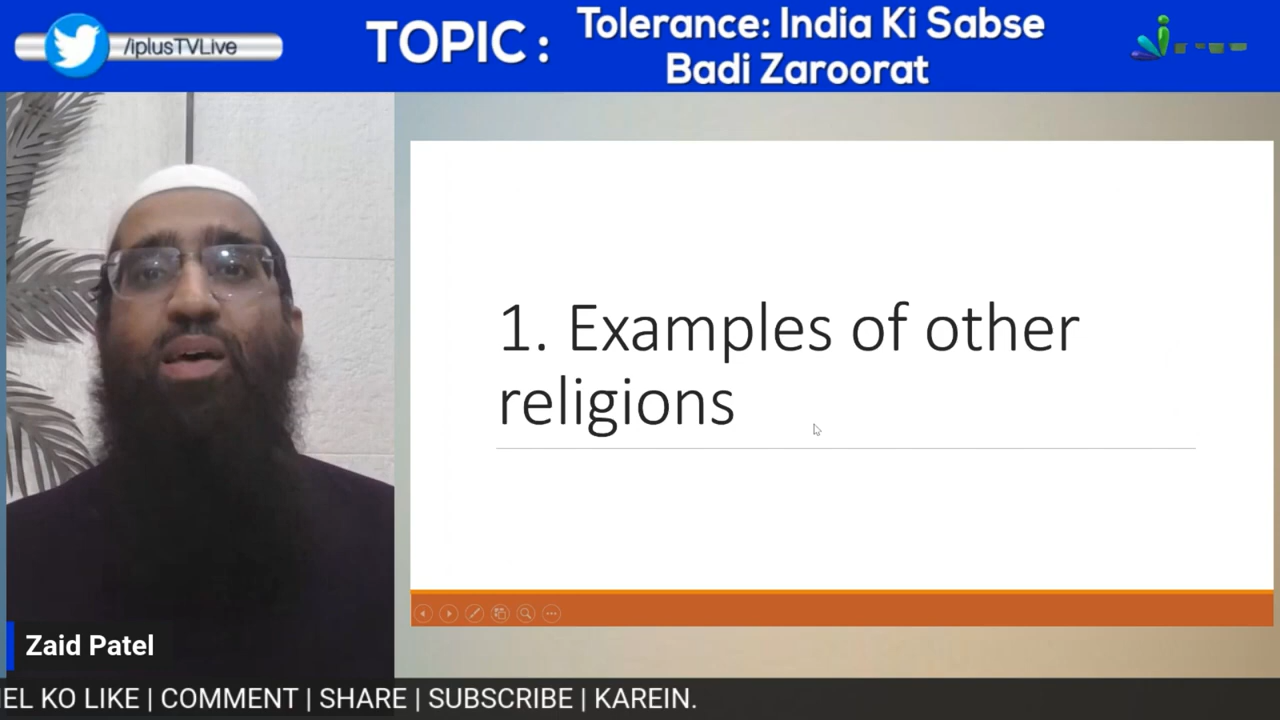 /iplusTVLive
TOPIC :
Tolerance: India Ki Sabse
Badi Zaroorat
1. Examples of other
religions
Zaid Patel
KO LIKE | COMMENT | SHARE | SUBSCRIBE | KAREIN.